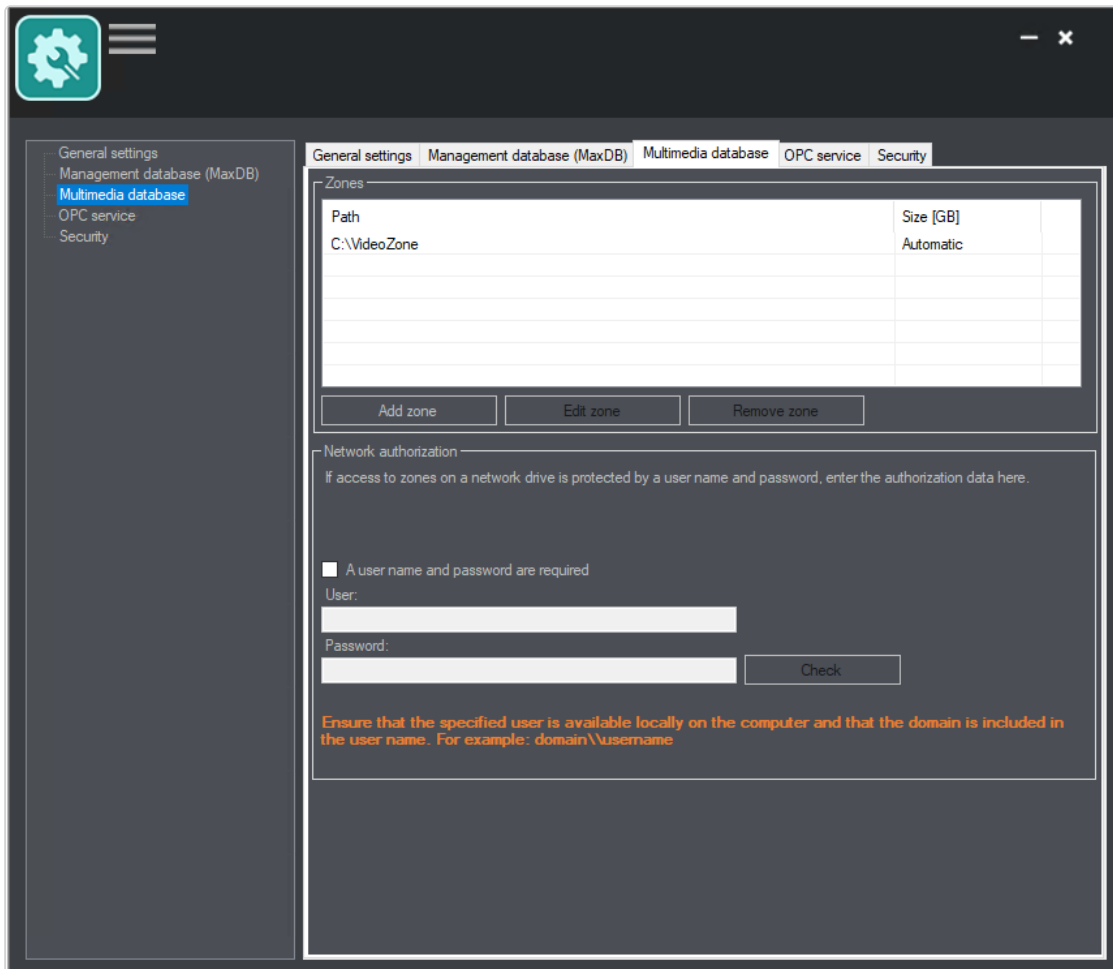 General settings
Management database (MaxDB)
Multimedia database
OPC service
Security
General settings Management database (MaxDB) Multimedia database OPC service Security
Zones
Path Size [GB]
C:\VideoZone Automatic
Add zone Edit zone Remove zone
Network authorization
If access to zones on a network drive is protected by a user name and password, enter the authorization data here.
A user name and password are required
User:
Password:
Check
Ensure that the specified user is available locally on the computer and that the domain is included in
the user name. For example: domain\\username